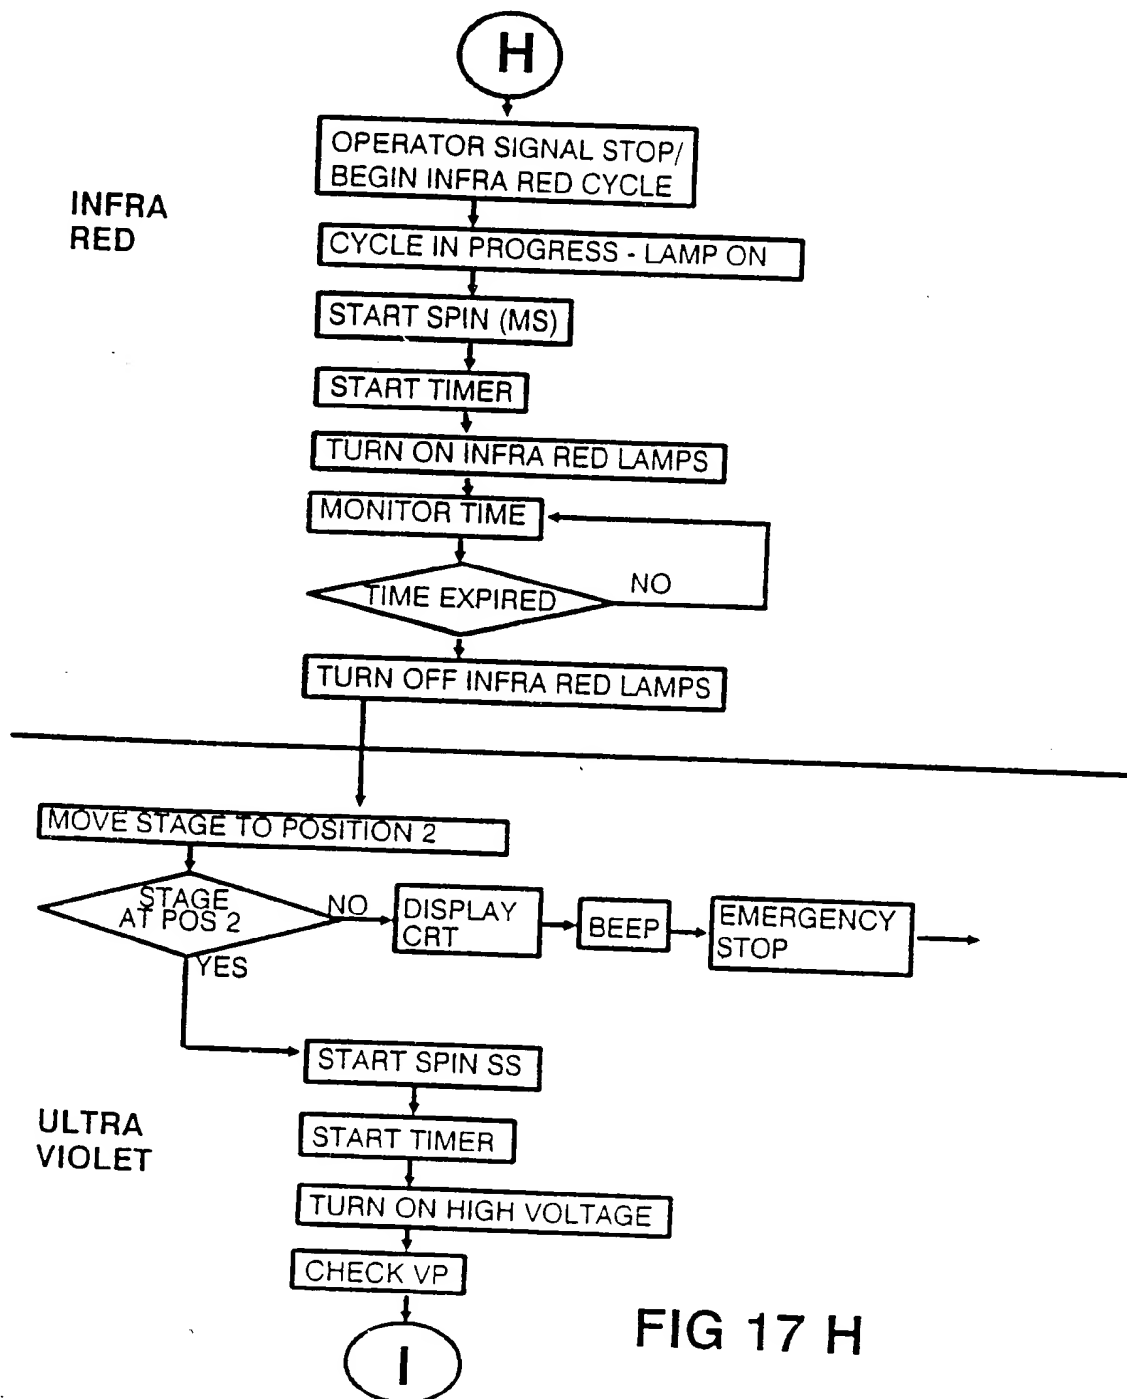 H
OPERATOR SIGNAL STOP/
BEGIN INFRA RED CYCLE
INFRA
RED
CYCLE IN PROGRESS - LAMP ON
START SPIN (MS)
START TIMER
TURN ON INFRA RED LAMPS
MONITOR TIME
TIME EXPIRED
NO
TURN OFF INFRA RED LAMPS
MOVE STAGE TO POSITION 2
STAGE
AT POS 2
NO
DISPLAY
CRT
BEEP
EMERGENCY
STOP
YES
START SPIN SS
ULTRA
VIOLET
START TIMER
TURN ON HIGH VOLTAGE
CHECK VP
I
FIG 17 H